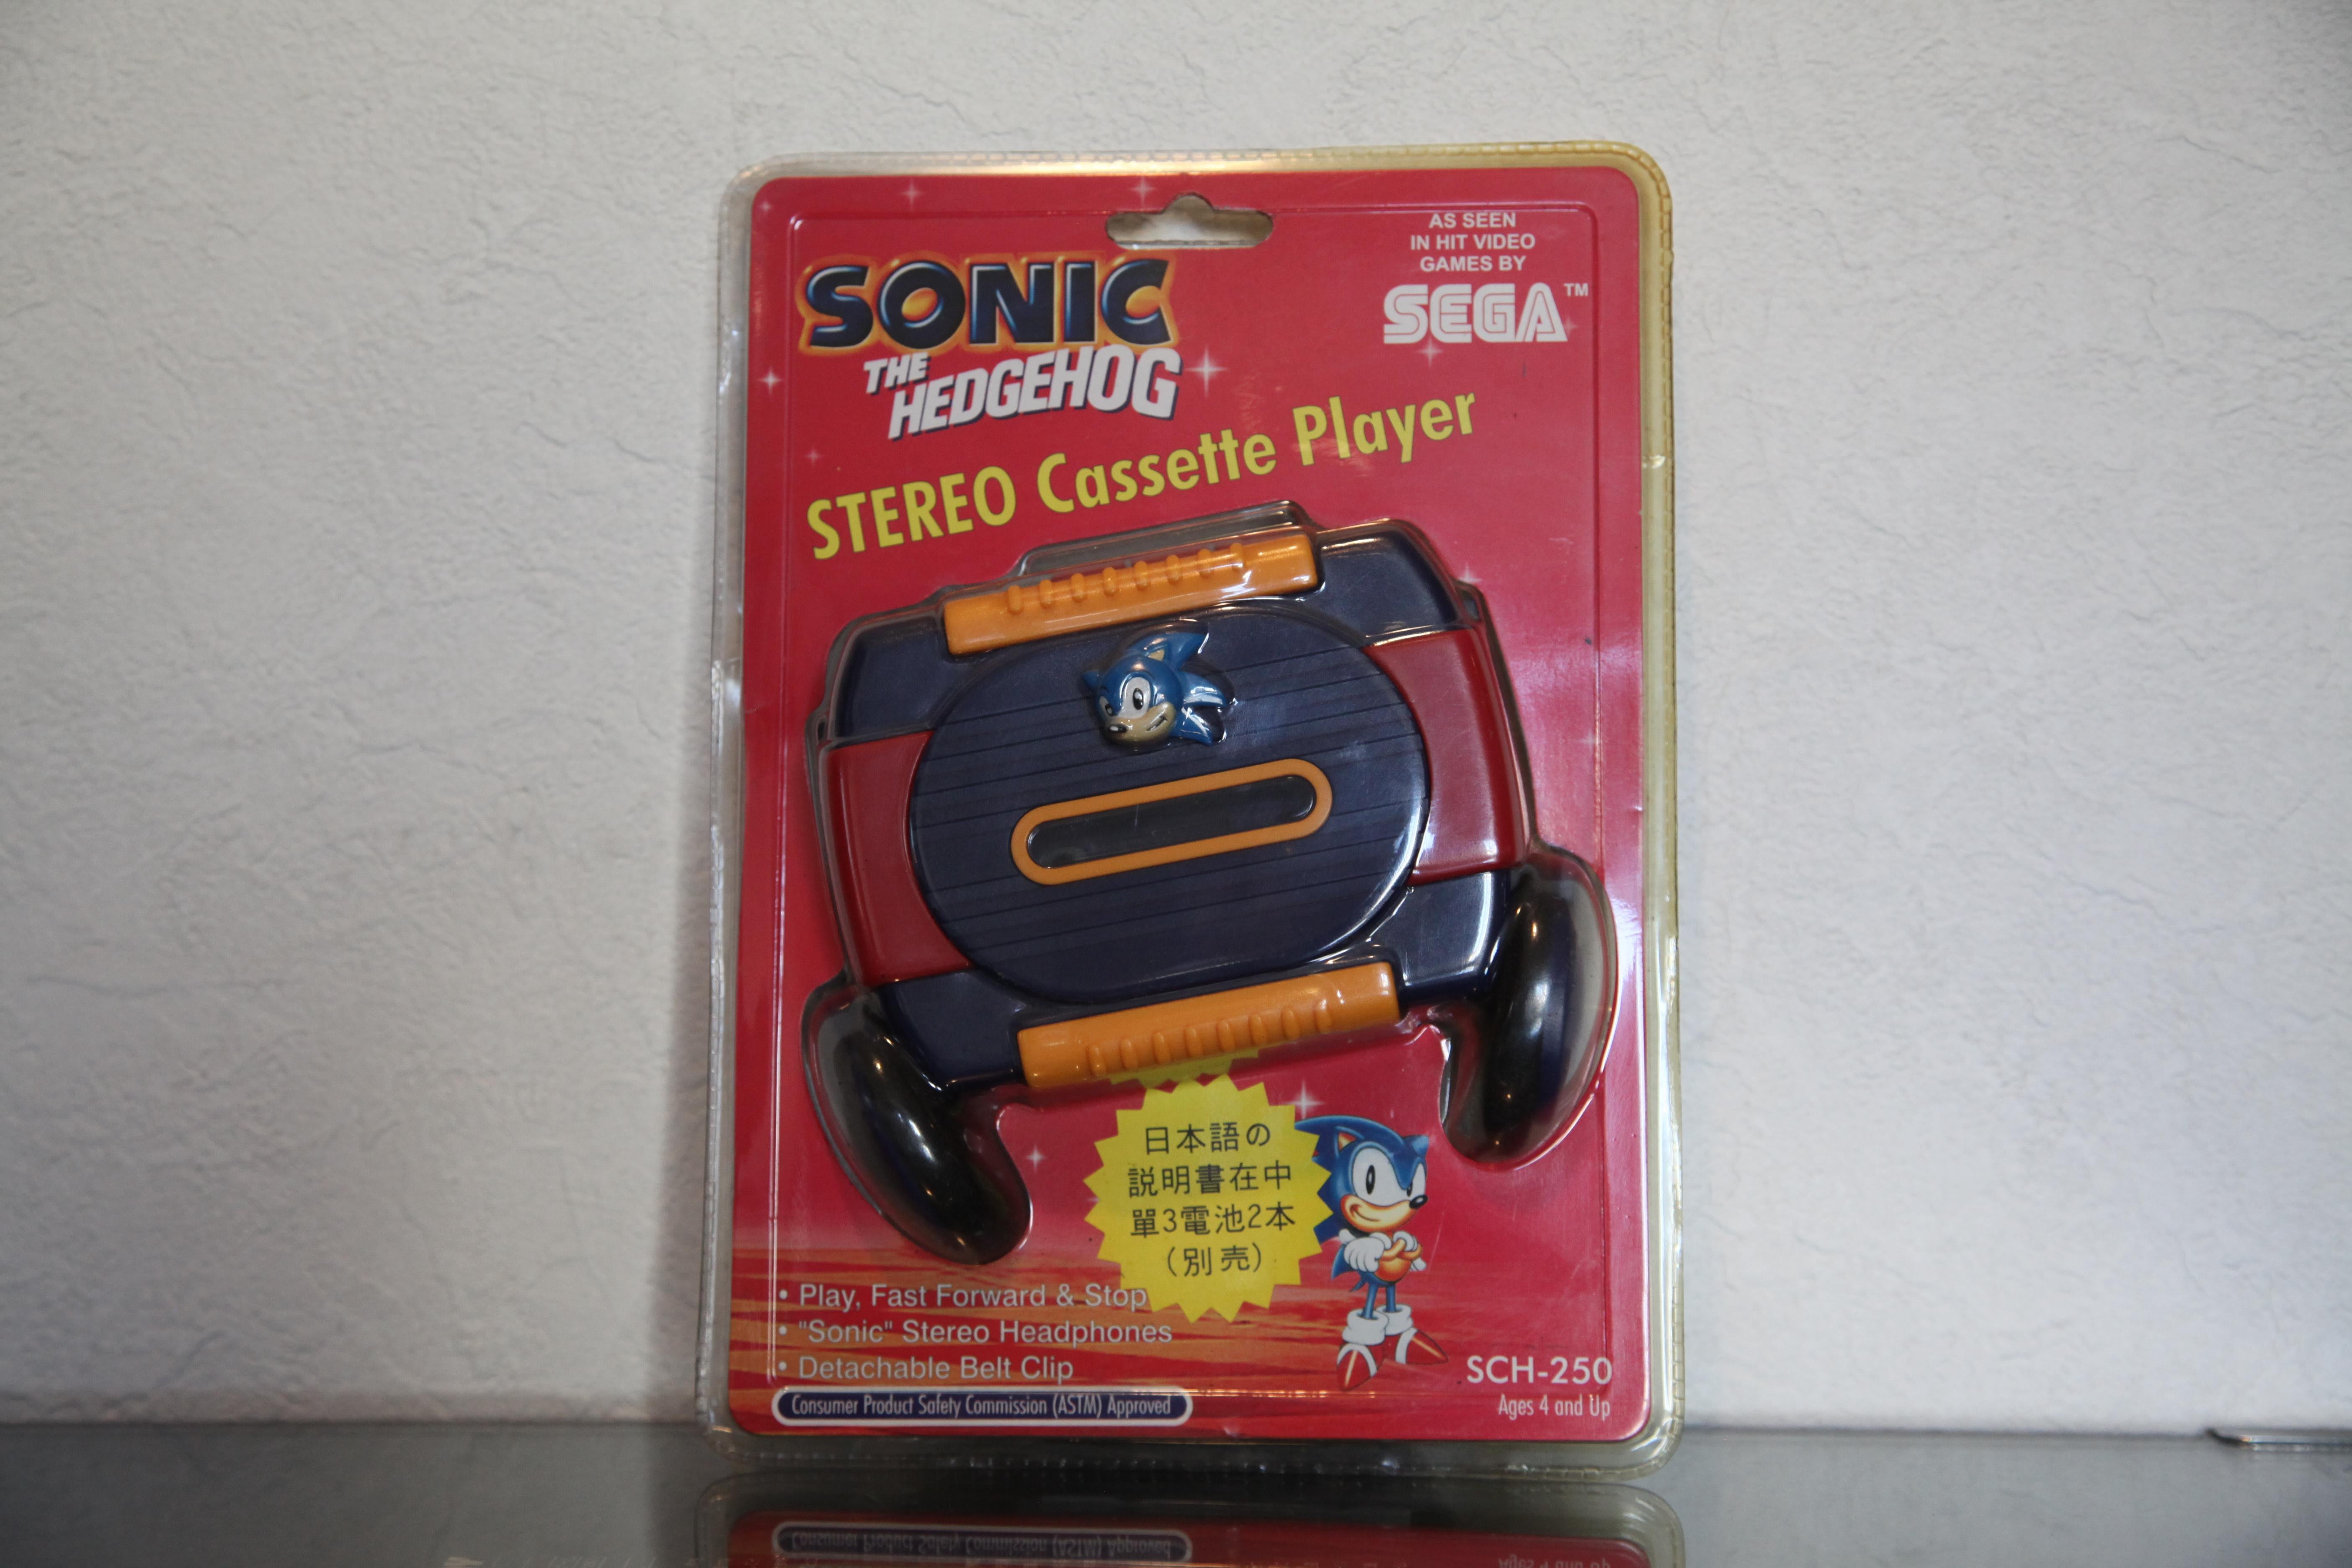 SONIC
THE
HEDGEHOG
AS SEEN
IN HIT VIDEO
GAMES BY
SEGA™
STEREO Cassette Player
日本語の
説明書在中
單3電池2本
(別売)
• Play, Fast Forward & Stop
• "Sonic" Stereo Headphones
• Detachable Belt Clip
Consumer Product Safety Commission (ASTM) Approved
SCH-250
Ages 4 and Up